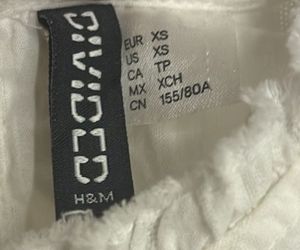 DIVIDED
H&M
EUR XS
US XS
CA TP
MX XCH
CN 155/80A